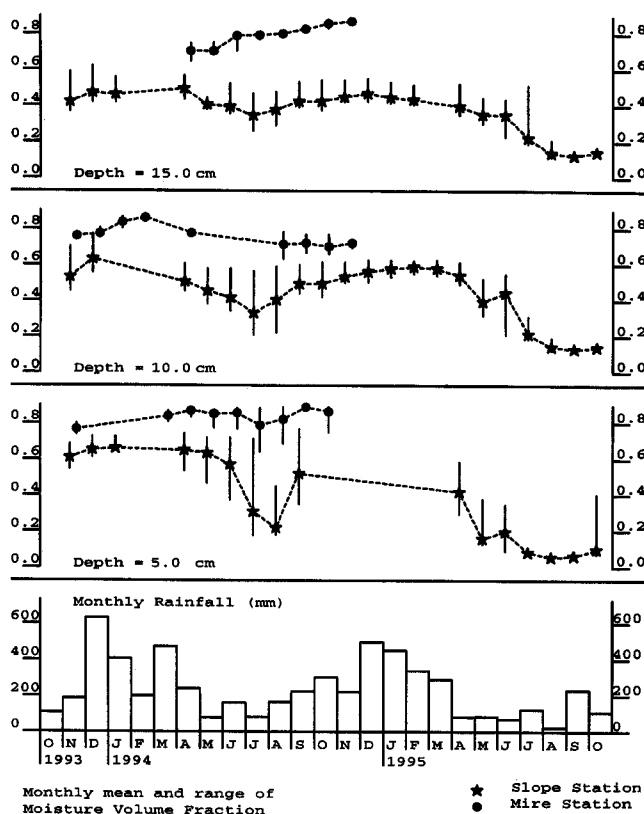 0.8 0.8
0.6 0.6
0.4 0.4
0.2 0.2
0.0 0.0
Depth = 15.0 cm
0.8 0.8
0.6 0.6
0.4 0.4
0.2 0.2
0.0 0.0
Depth = 10.0 cm
0.8 0.8
0.6 0.6
0.4 0.4
0.2 0.2
0.0 0.0
Depth = 5.0 cm
Monthly Rainfall (mm)
600 600
400 400
200 200
0 0
O N D J F M A M J J A S O N D J F M A M J J A S O
1993 1994 1995
Monthly mean and range of
Moisture Volume Fraction
Slope Station
Mire Station